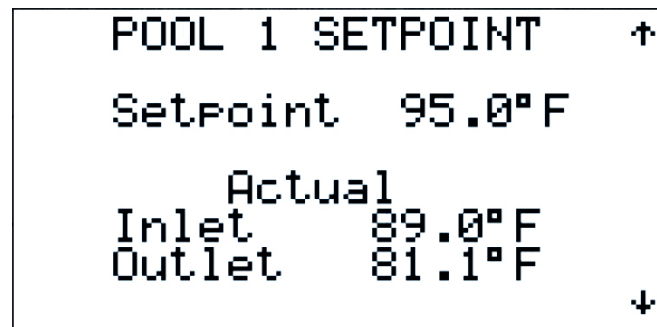 POOL 1 SETPOINT ↑
Setpoint 95.0°F
Actual
Inlet 89.0°F
Outlet 81.1°F
↓